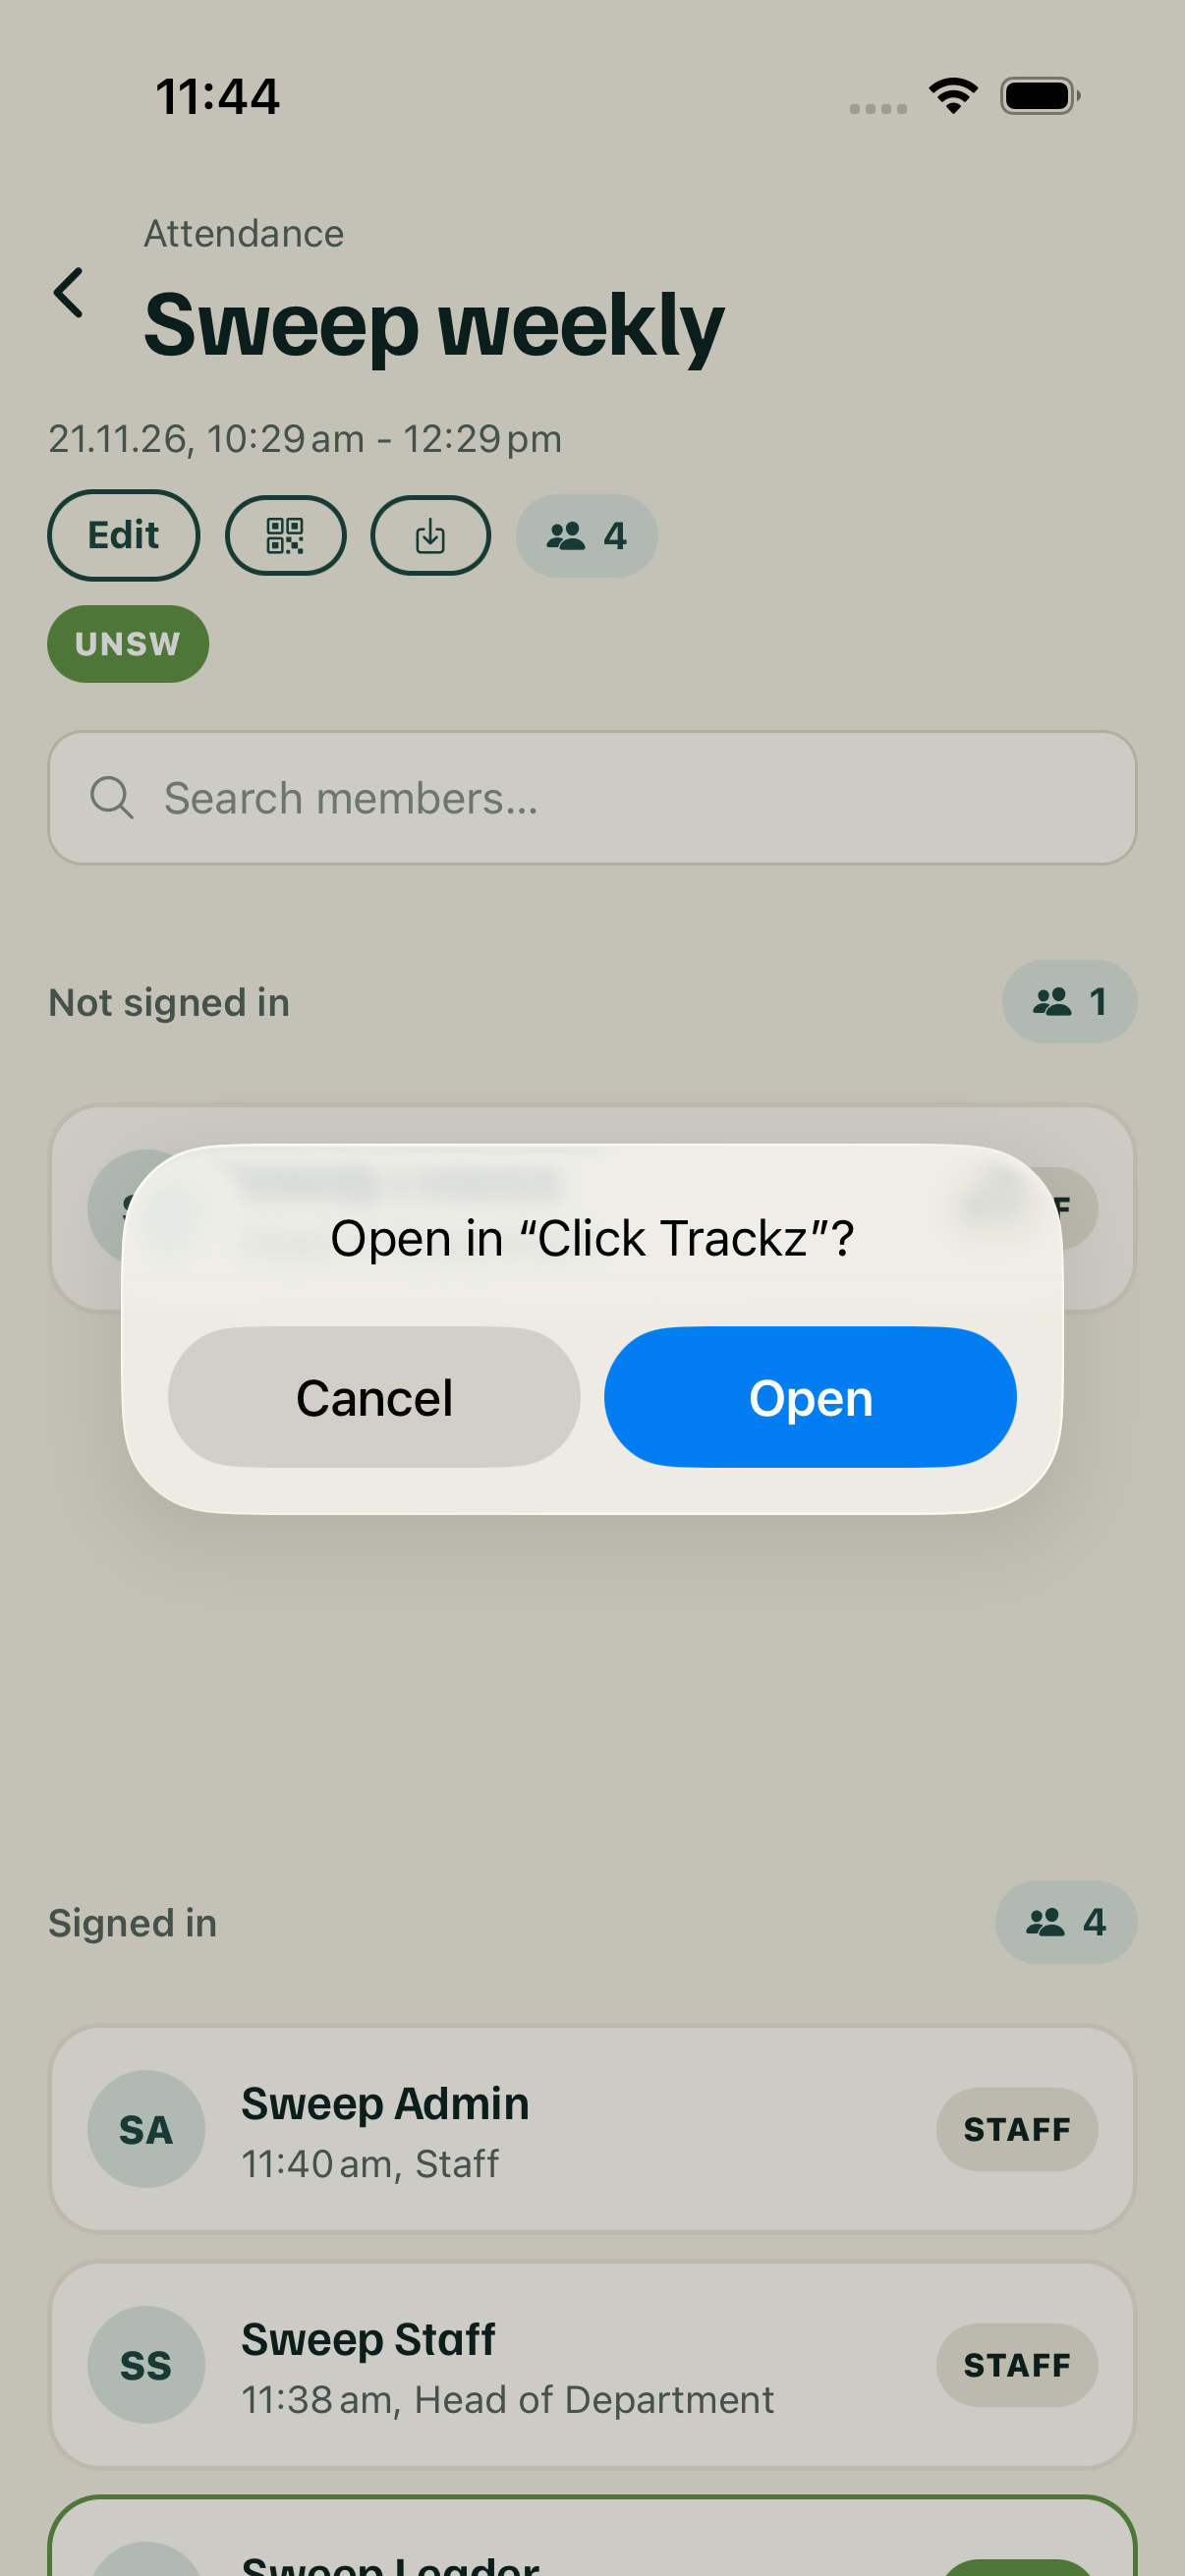 11:44
Attendance
Sweep weekly
21.11.26, 10:29 am - 12:29 pm
Edit
4
UNSW
Search members...
Not signed in
1
Open in “Click Trackz”?
Cancel
Open
Signed in
4
SA
Sweep Admin
11:40 am, Staff
STAFF
SS
Sweep Staff
11:38 am, Head of Department
STAFF
Sweep Leader